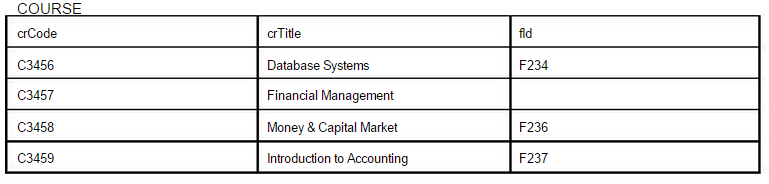 COURSE
crCode crTitle fId
C3456 Database Systems F234
C3457 Financial Management
C3458 Money & Capital Market F236
C3459 Introduction to Accounting F237